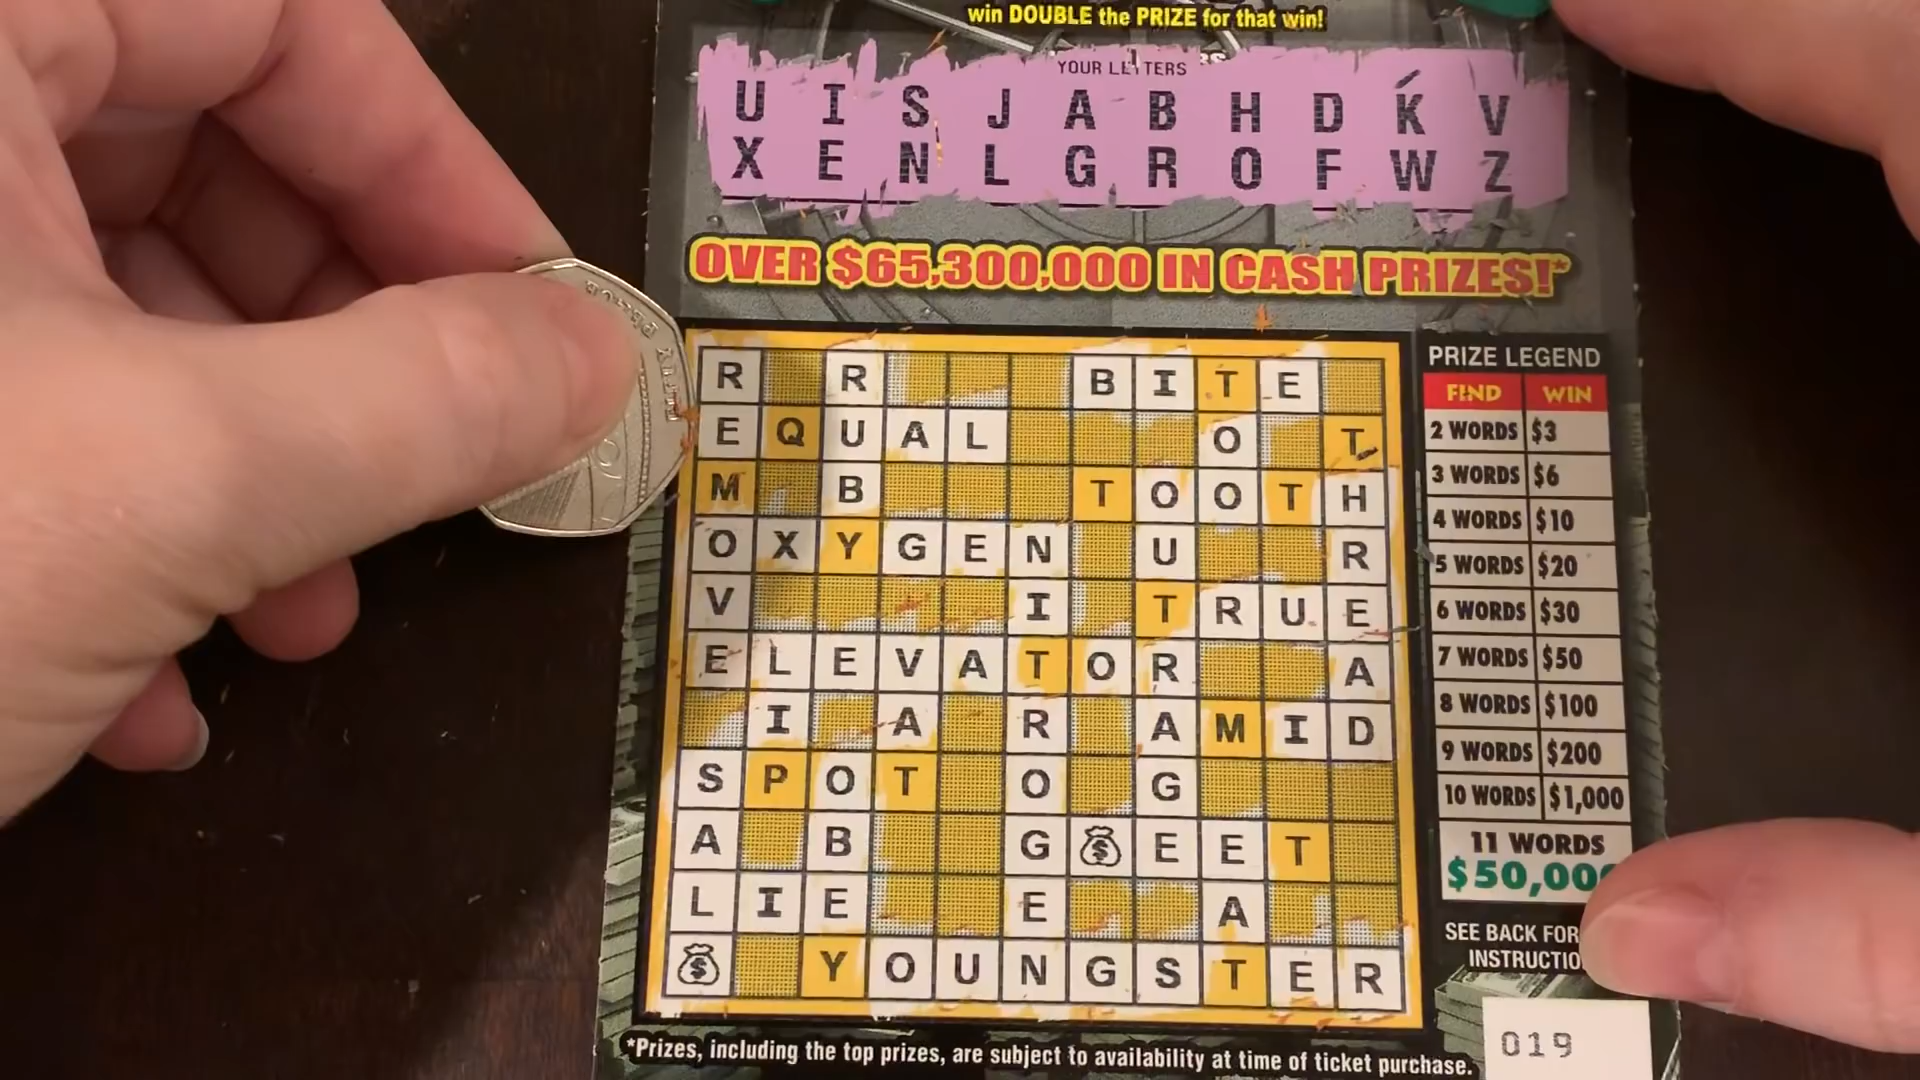 win DOUBLE the PRIZE for that win!
YOUR LETTERS
U I S J A B H D K V
X E N L G R O F W Z
OVER $65,300,000 IN CASH PRIZES!*
R R B I T E
E Q U A L O T
M B T O O T H
O X Y G E N U R
V I T R U E
E L E V A T O R A
I A R A M I D
S P O T O G
A B G $ E E T
L I E E A
$ Y O U N G S T E R
PRIZE LEGEND
FIND WIN
2 WORDS $3
3 WORDS $6
4 WORDS $10
5 WORDS $20
6 WORDS $30
7 WORDS $50
8 WORDS $100
9 WORDS $200
10 WORDS $1,000
11 WORDS
$50,00
SEE BACK FOR
INSTRUCTIO
019
*Prizes, including the top prizes, are subject to availability at time of ticket purchase.